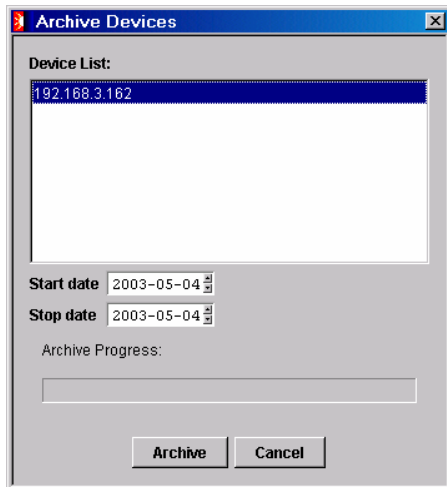 Archive Devices
Device List:
192.168.3.162
Start date 2003-05-04
Stop date 2003-05-04
Archive Progress:
Archive Cancel